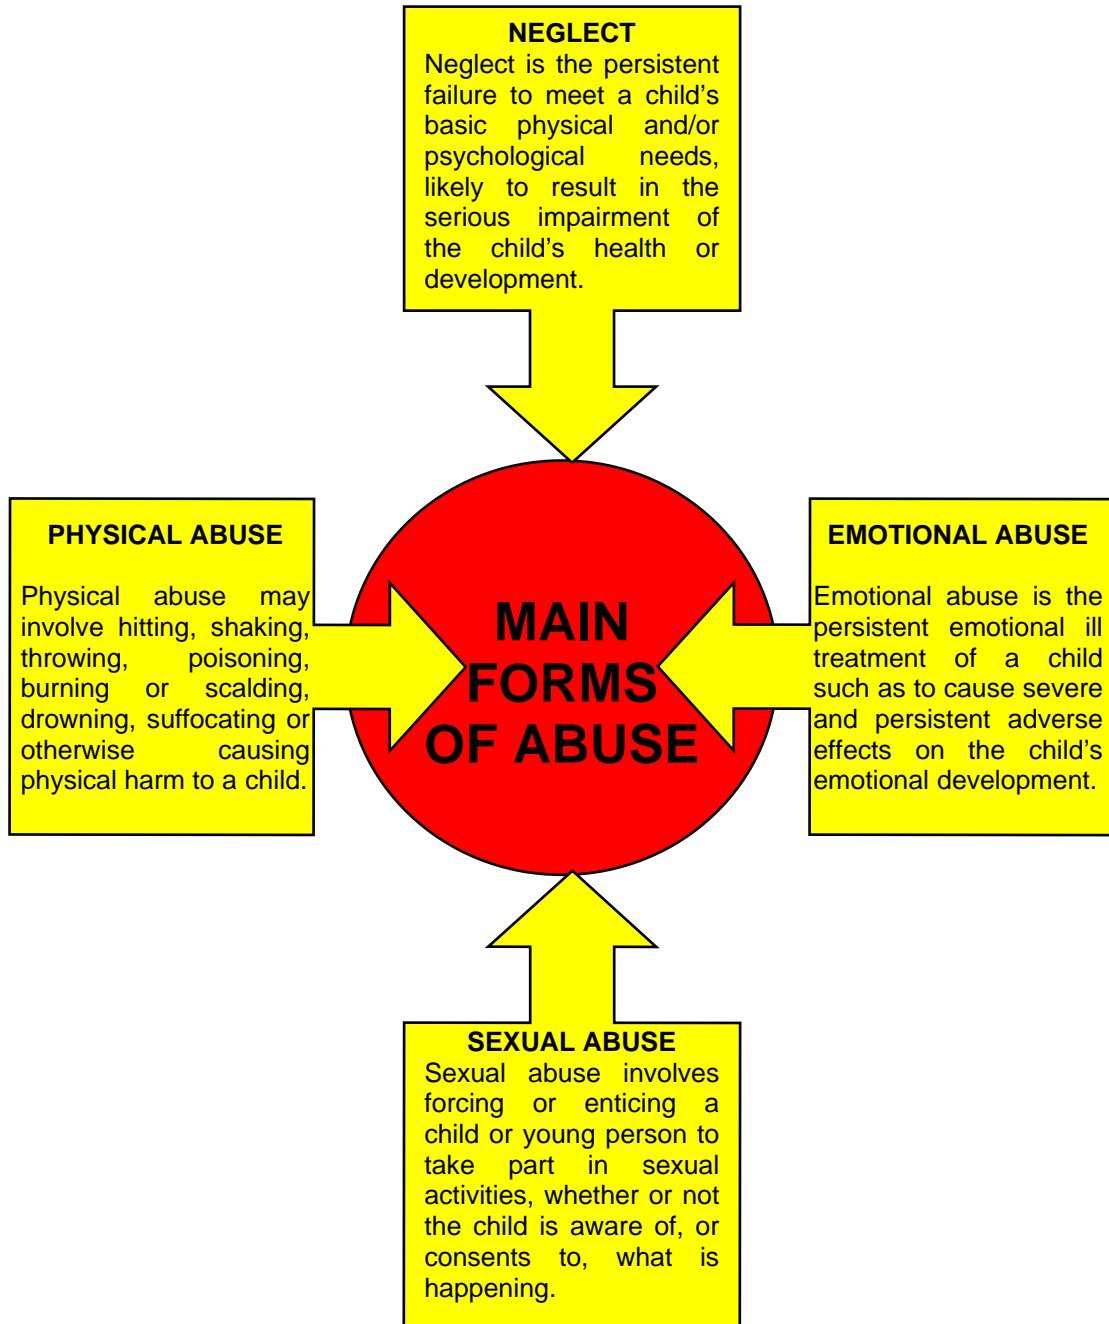 NEGLECT
Neglect is the persistent
failure to meet a child’s
basic physical and/or
psychological needs,
likely to result in the
serious impairment of
the child’s health or
development.
PHYSICAL ABUSE
Physical abuse may
involve hitting, shaking,
throwing, poisoning,
burning or scalding,
drowning, suffocating or
otherwise causing
physical harm to a child.
MAIN
FORMS
OF ABUSE
EMOTIONAL ABUSE
Emotional abuse is the
persistent emotional ill
treatment of a child
such as to cause severe
and persistent adverse
effects on the child’s
emotional development.
SEXUAL ABUSE
Sexual abuse involves
forcing or enticing a
child or young person to
take part in sexual
activities, whether or not
the child is aware of, or
consents to, what is
happening.